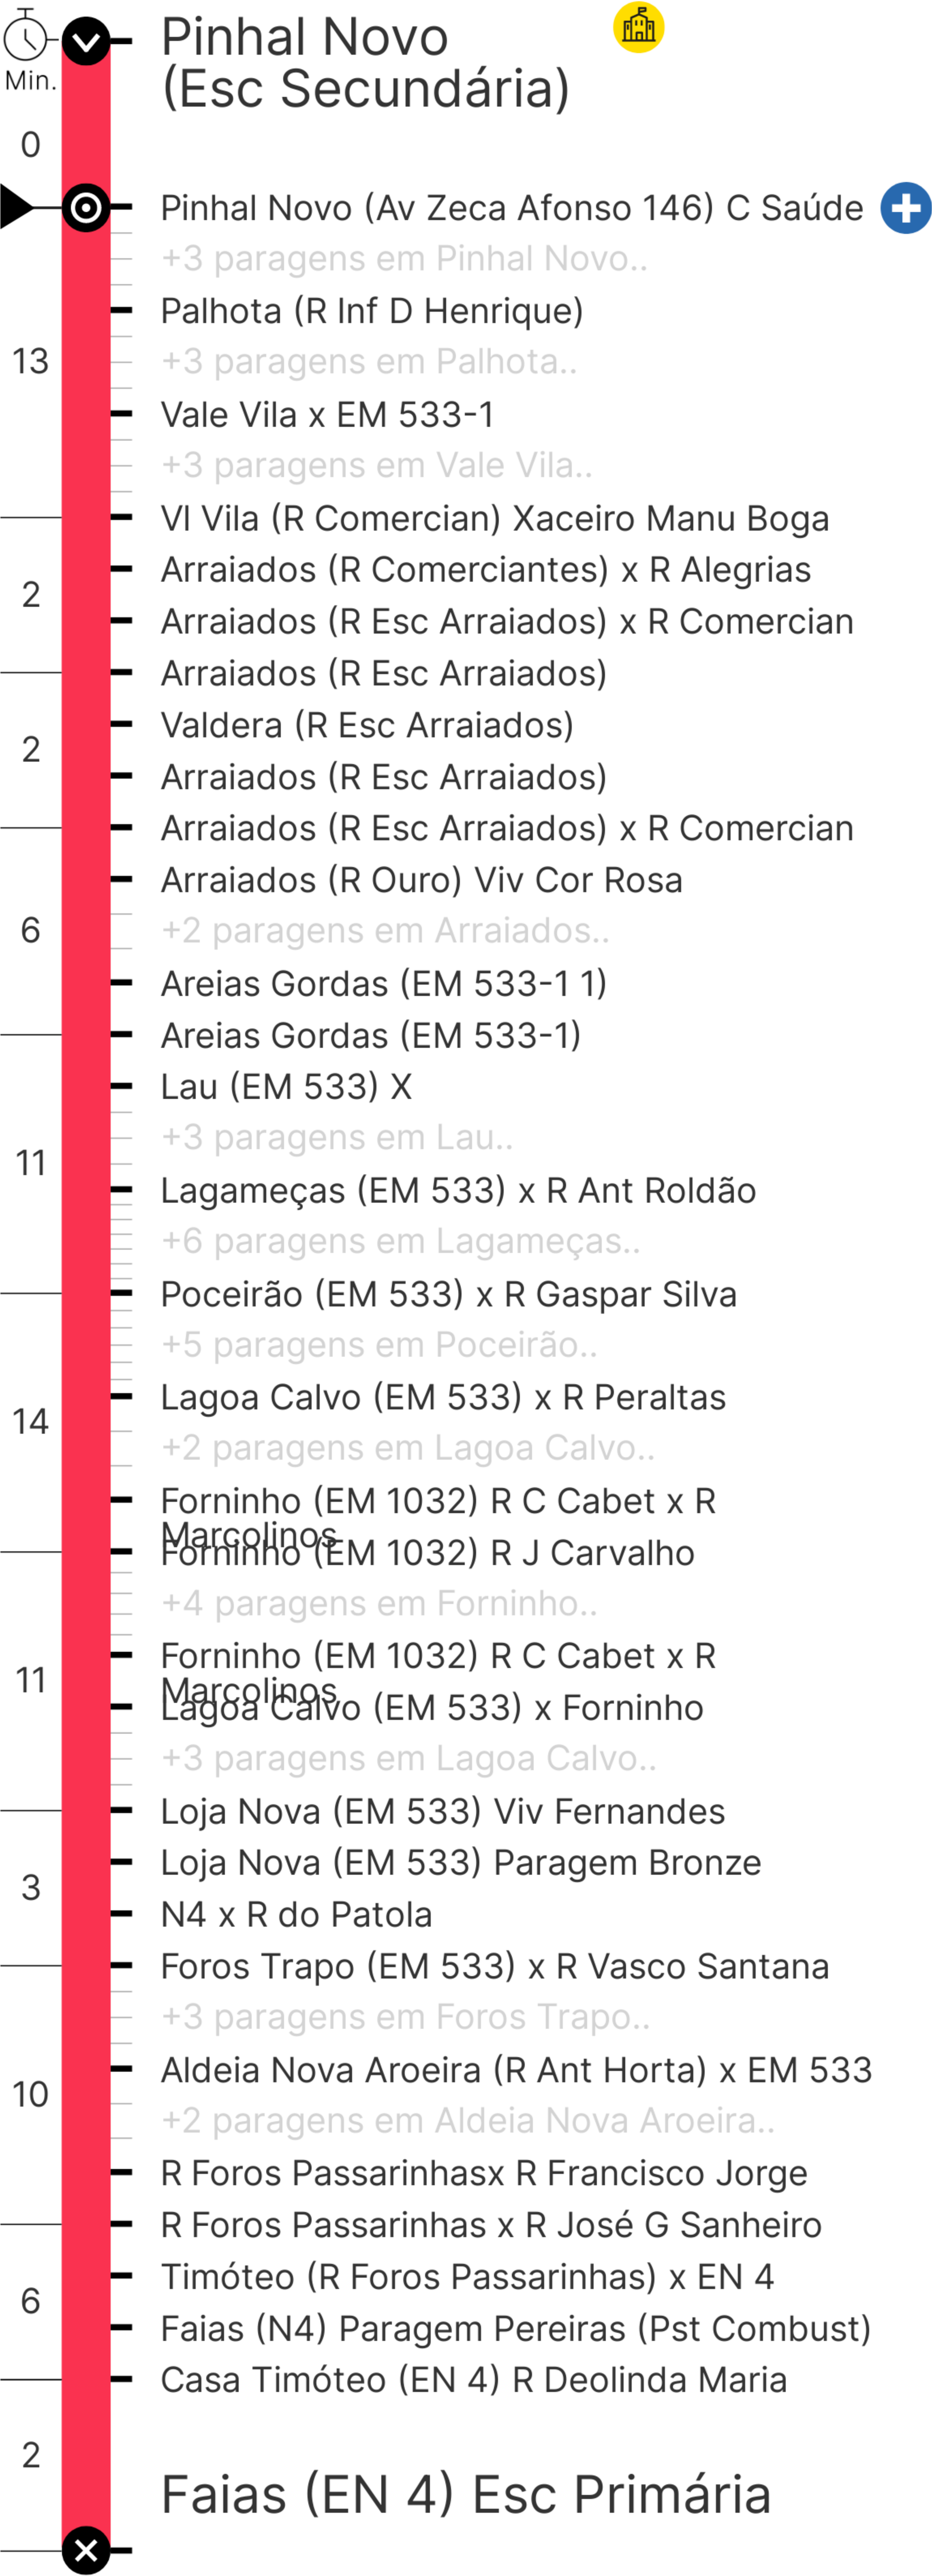 Min.
Pinhal Novo
(Esc Secundária)
0
Pinhal Novo (Av Zeca Afonso 146) C Saúde
+3 paragens em Pinhal Novo..
Palhota (R Inf D Henrique)
13
+3 paragens em Palhota..
Vale Vila x EM 533-1
+3 paragens em Vale Vila..
Vl Vila (R Comercian) Xaceiro Manu Boga
Arraiados (R Comerciantes) x R Alegrias
2
Arraiados (R Esc Arraiados) x R Comercian
Arraiados (R Esc Arraiados)
Valdera (R Esc Arraiados)
2
Arraiados (R Esc Arraiados)
Arraiados (R Esc Arraiados) x R Comercian
Arraiados (R Ouro) Viv Cor Rosa
6
+2 paragens em Arraiados..
Areias Gordas (EM 533-1 1)
Areias Gordas (EM 533-1)
Lau (EM 533) X
+3 paragens em Lau..
11
Lagameças (EM 533) x R Ant Roldão
+6 paragens em Lagameças..
Poceirão (EM 533) x R Gaspar Silva
+5 paragens em Poceirão..
Lagoa Calvo (EM 533) x R Peraltas
14
+2 paragens em Lagoa Calvo..
Forninho (EM 1032) R C Cabet x R
Marcolinos
Forninho (EM 1032) R J Carvalho
+4 paragens em Forninho..
Forninho (EM 1032) R C Cabet x R
11
Marcolinos
Lagoa Calvo (EM 533) x Forninho
+3 paragens em Lagoa Calvo..
Loja Nova (EM 533) Viv Fernandes
Loja Nova (EM 533) Paragem Bronze
3
N4 x R do Patola
Foros Trapo (EM 533) x R Vasco Santana
+3 paragens em Foros Trapo..
Aldeia Nova Aroeira (R Ant Horta) x EM 533
10
+2 paragens em Aldeia Nova Aroeira..
R Foros Passarinhasx R Francisco Jorge
R Foros Passarinhas x R José G Sanheiro
Timóteo (R Foros Passarinhas) x EN 4
6
Faias (N4) Paragem Pereiras (Pst Combust)
Casa Timóteo (EN 4) R Deolinda Maria
2
Faias (EN 4) Esc Primária